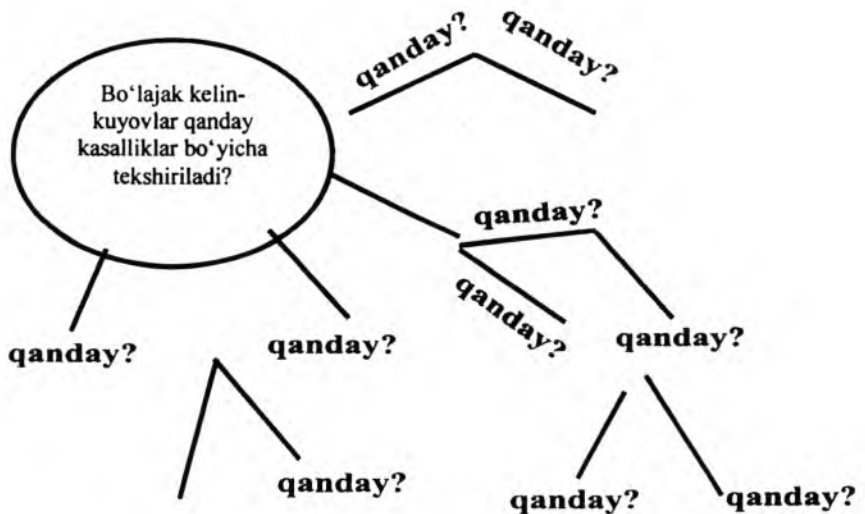 qanday?
qanday?
Bo‘lajak kelin-
kuyovlar qanday
kasalliklar bo‘yicha
tekshiriladi?
qanday?
qanday?
qanday?
qanday?
qanday?
qanday?
qanday?
qanday?